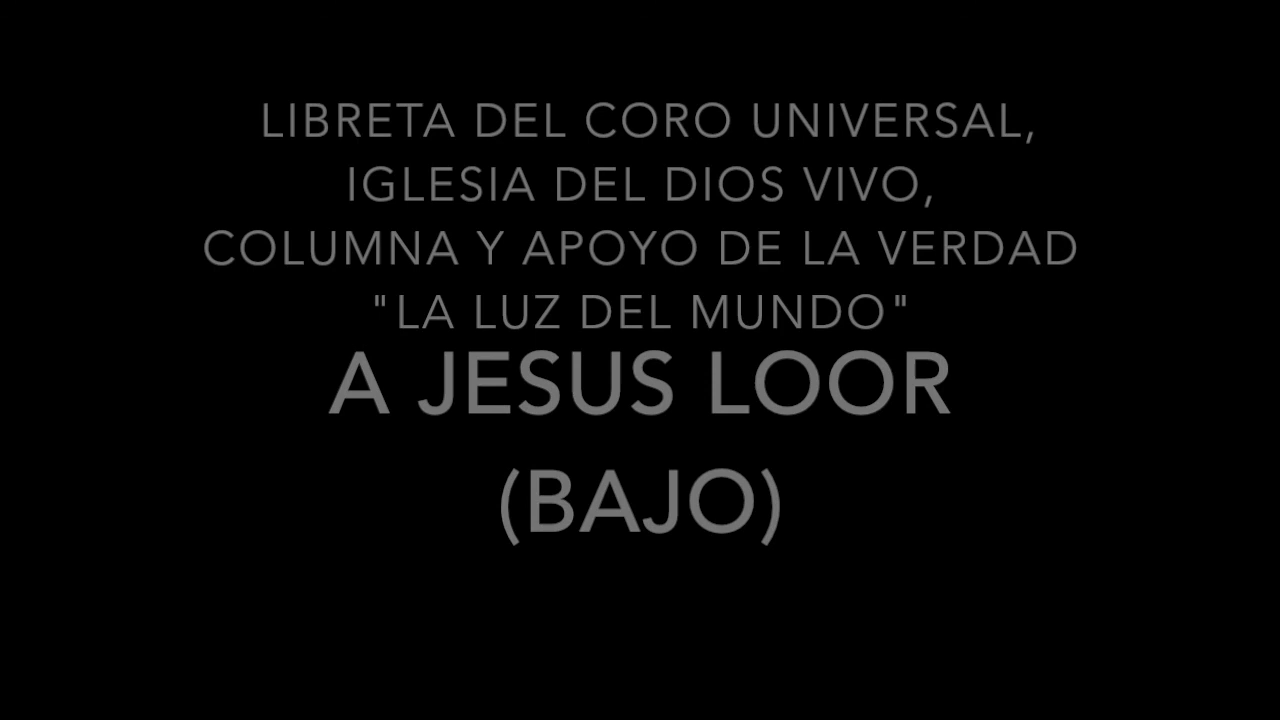 LIBRETA DEL CORO UNIVERSAL,
IGLESIA DEL DIOS VIVO,
COLUMNA Y APOYO DE LA VERDAD
"LA LUZ DEL MUNDO"
A JESUS LOOR
(BAJO)